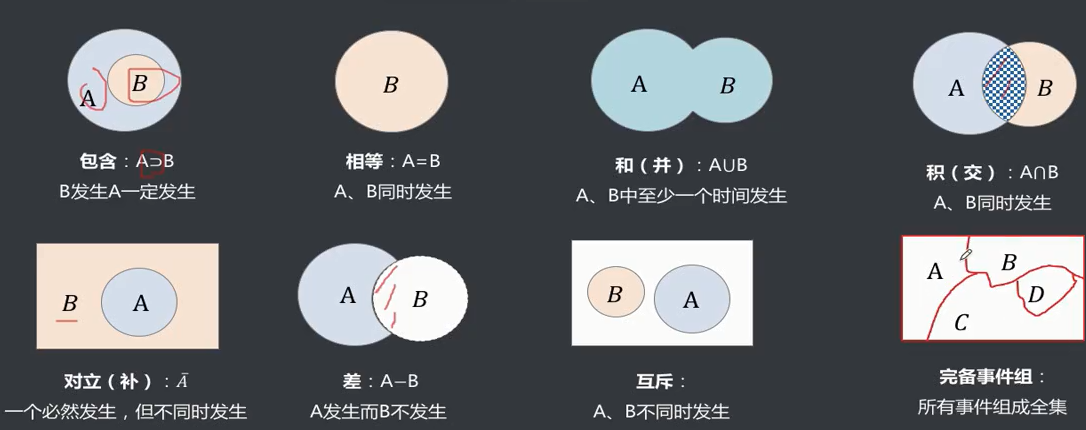 A
B
包含：A⊃B
B发生A一定发生
B
相等：A=B
A、B同时发生
A
B
和（并）：A∪B
A、B中至少一个时间发生
A
B
积（交）：A∩B
A、B同时发生
B
A
对立（补）：Ā
一个必然发生，但不同时发生
A
B
差：A−B
A发生而B不发生
B
A
互斥：
A、B不同时发生
A
B
C
D
完备事件组：
所有事件组成全集